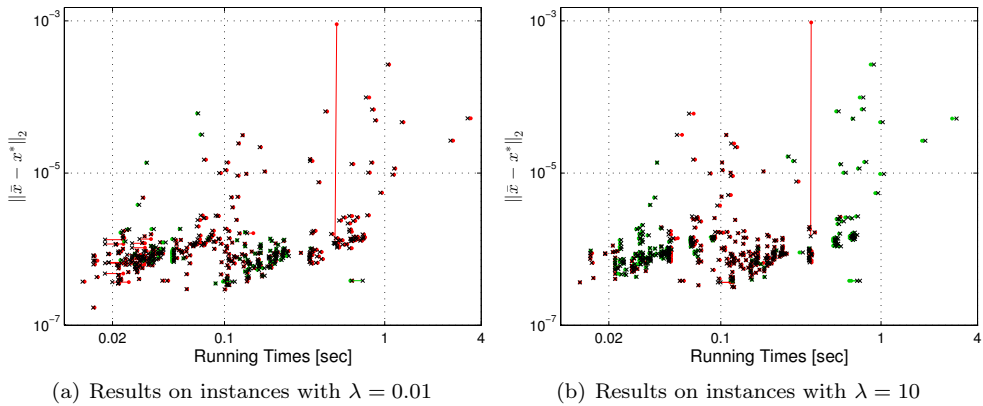 10⁻³
10⁻⁵
10⁻⁷
‖x̄ − x*‖₂
0.02 0.1 1 4
Running Times [sec]
(a) Results on instances with λ = 0.01
10⁻³
10⁻⁵
10⁻⁷
‖x̄ − x*‖₂
0.02 0.1 1 4
Running Times [sec]
(b) Results on instances with λ = 10